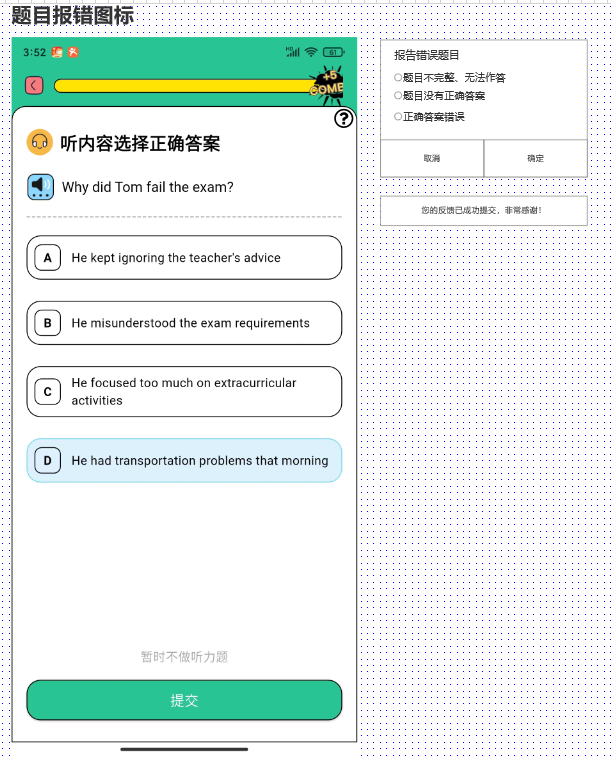 题目报错图标
3:52
61
+5
COMB
?
听内容选择正确答案
Why did Tom fail the exam?
A
He kept ignoring the teacher's advice
B
He misunderstood the exam requirements
C
He focused too much on extracurricular
activities
D
He had transportation problems that morning
暂时不做听力题
提交
报告错误题目
题目不完整、无法作答
题目没有正确答案
正确答案错误
取消
确定
您的反馈已成功提交，非常感谢！